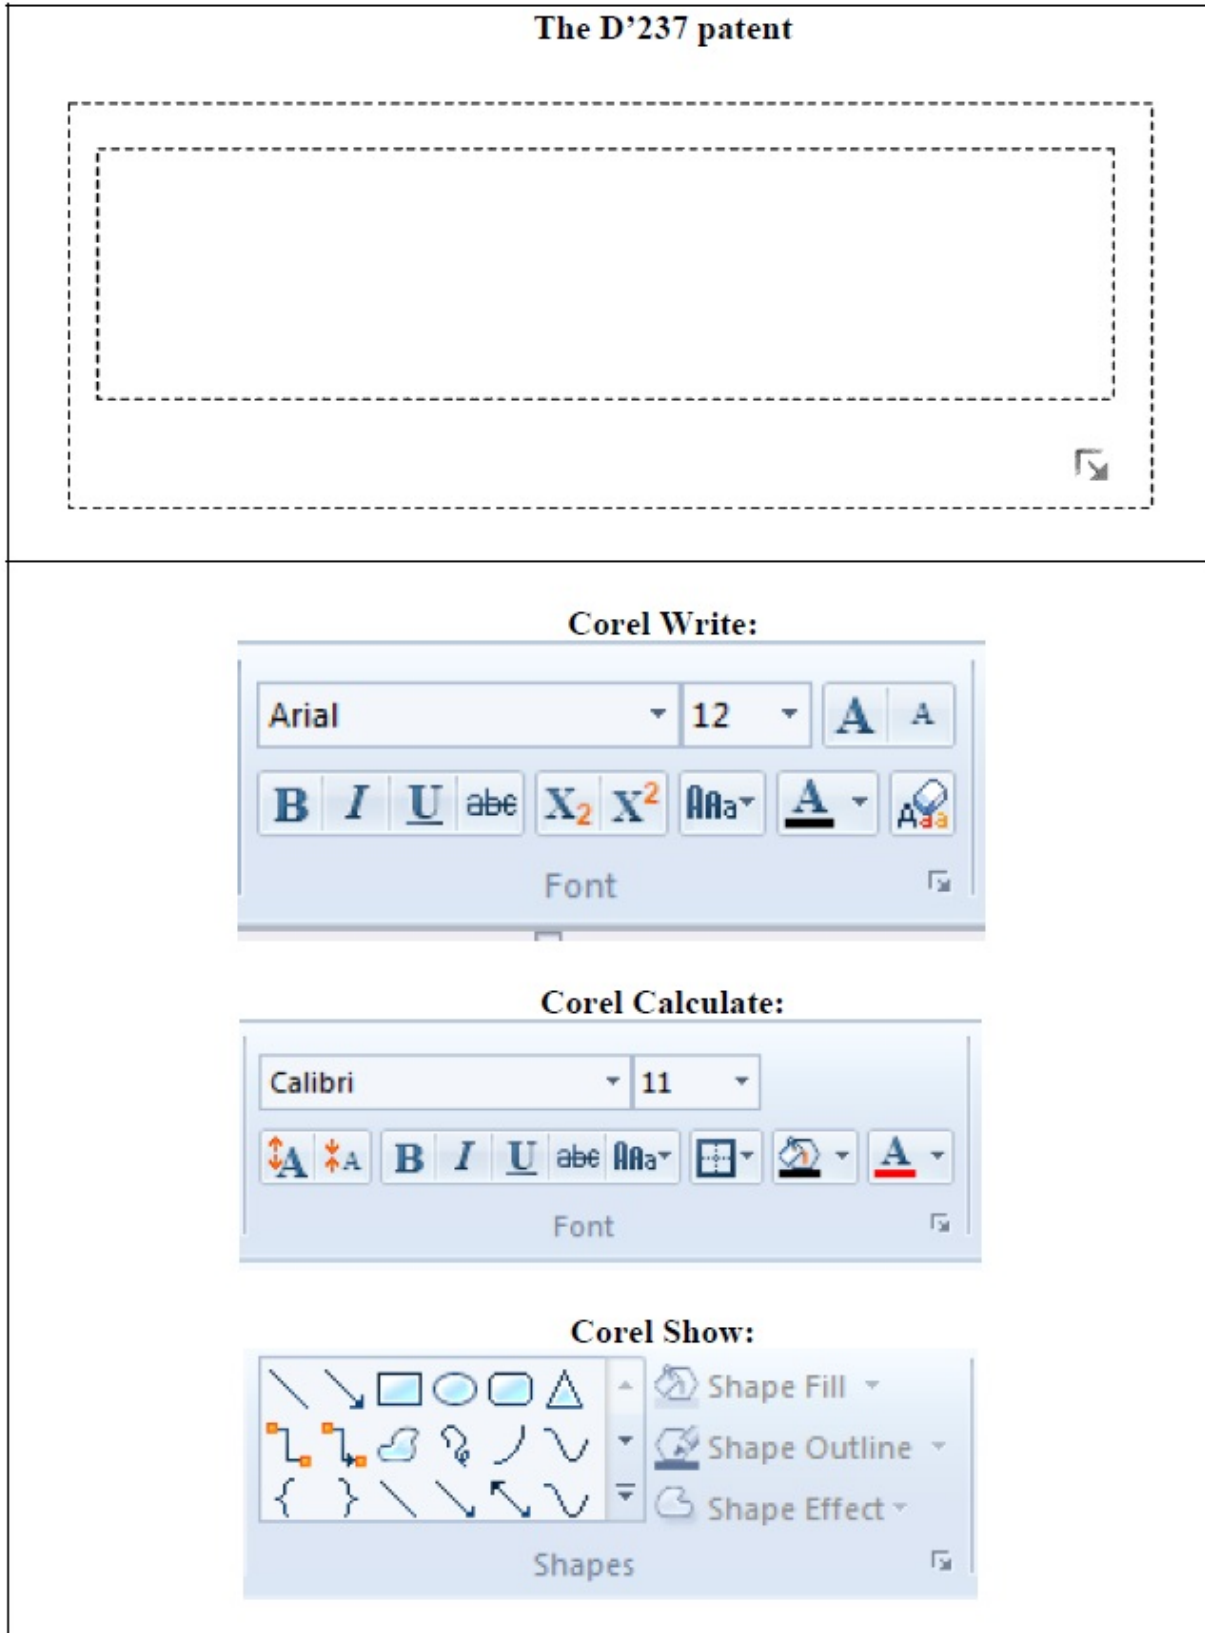 The D’237 patent
Corel Write:
Arial 12 A A
B I U abc X2 X2 AAa A Aaa
Font
Corel Calculate:
Calibri 11
A A B I U abc AAa A
Font
Corel Show:
Shape Fill
Shape Outline
Shape Effect
Shapes